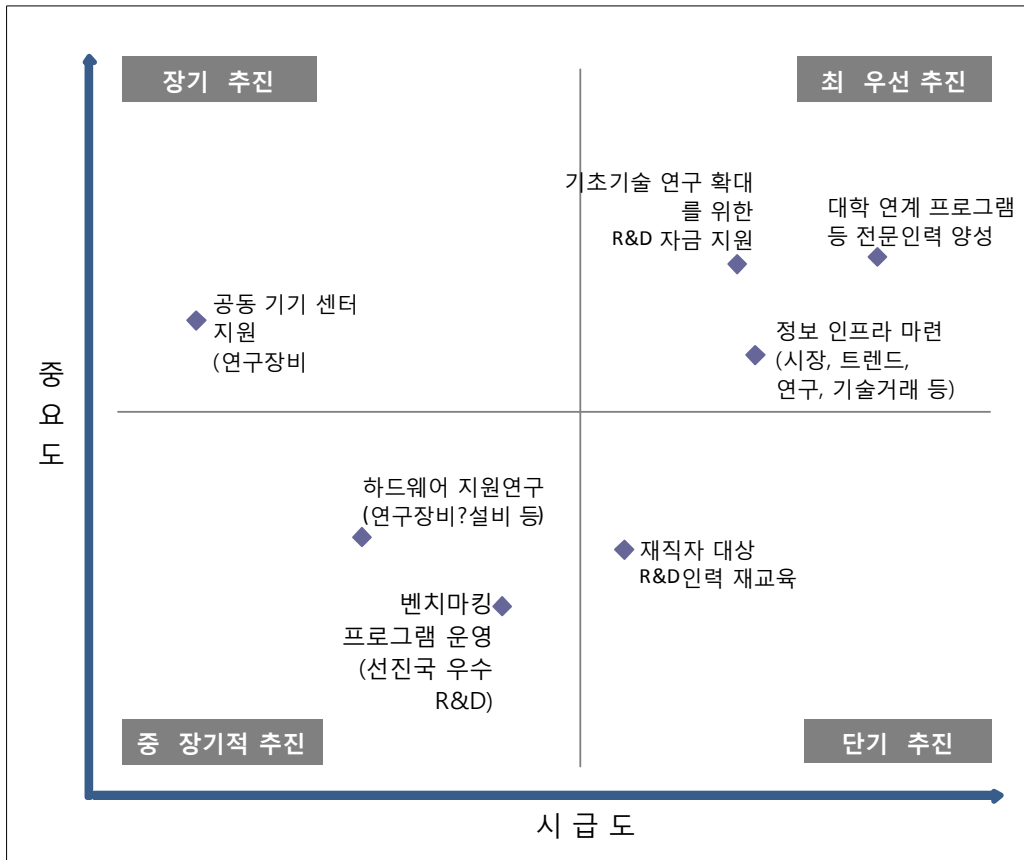 장기 추진
최 우선 추진
기초기술 연구 확대
를 위한
R&D 자금 지원
대학 연계 프로그램
등 전문인력 양성
공동 기기 센터
지원
(연구장비
정보 인프라 마련
(시장, 트렌드,
연구, 기술거래 등)
중
요
도
하드웨어 지원연구
(연구장비?설비 등)
재직자 대상
R&D인력 재교육
벤치마킹
프로그램 운영
(선진국 우수
R&D)
중 장기적 추진
단기 추진
시 급 도